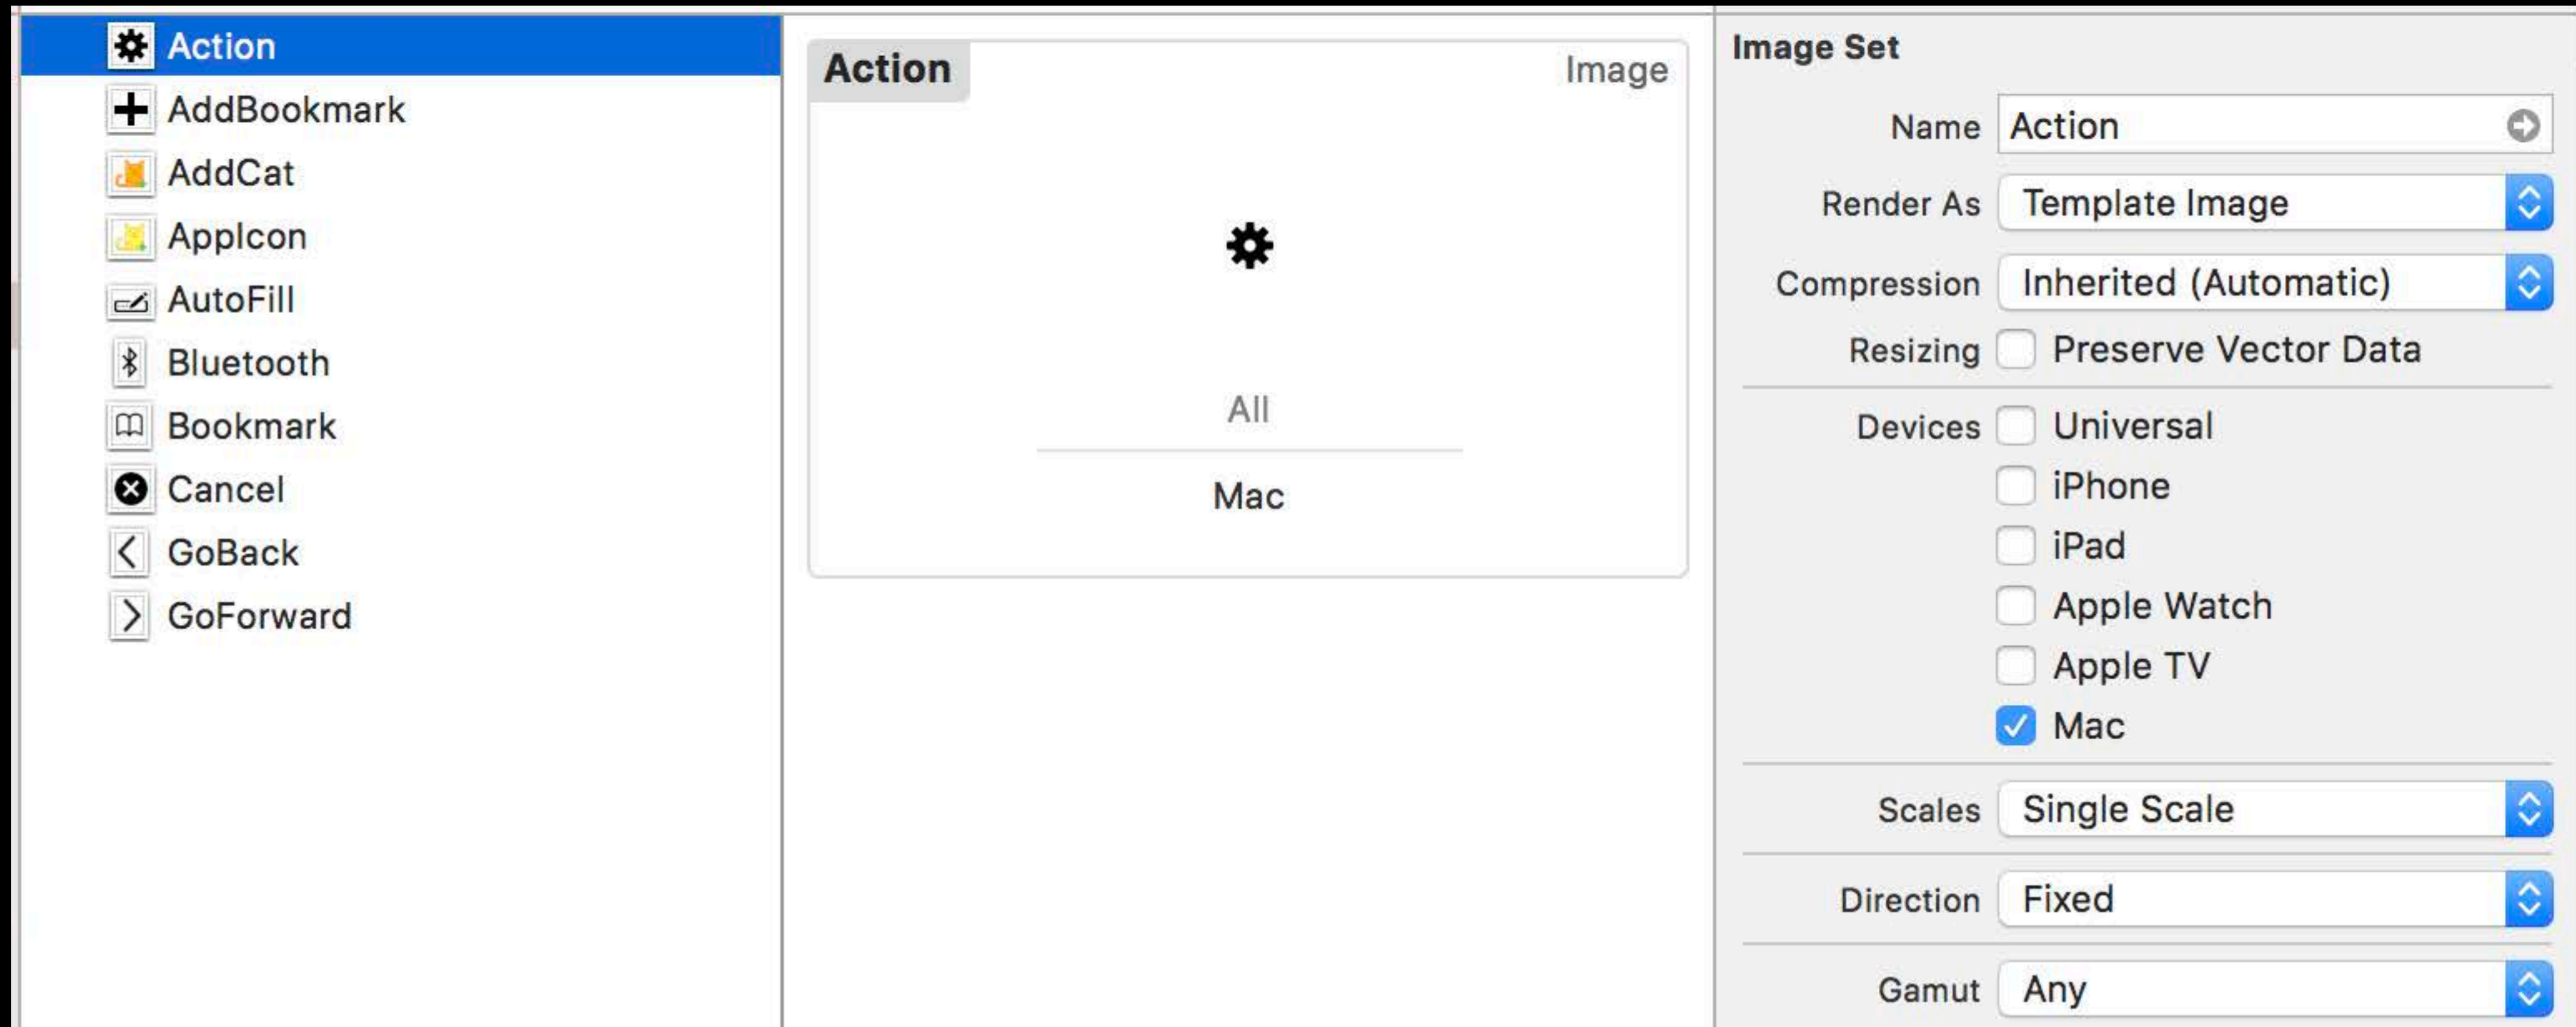 Action
AddBookmark
AddCat
AppIcon
AutoFill
Bluetooth
Bookmark
Cancel
GoBack
GoForward
Action
Image
All
Mac
Image Set
Name Action
Render As Template Image
Compression Inherited (Automatic)
Resizing Preserve Vector Data
Devices Universal
iPhone
iPad
Apple Watch
Apple TV
Mac
Scales Single Scale
Direction Fixed
Gamut Any